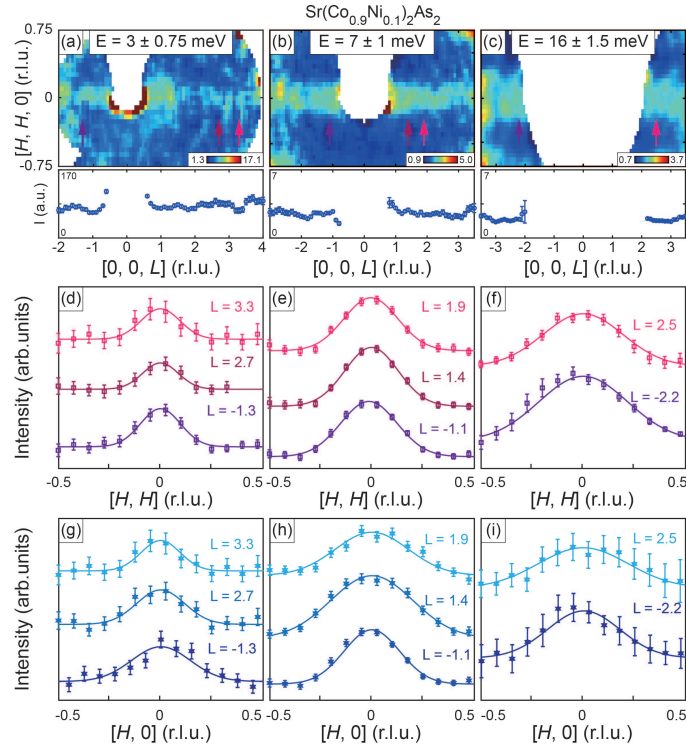 Sr(Co0.9Ni0.1)2As2
(a) E = 3 ± 0.75 meV
(b) E = 7 ± 1 meV
(c) E = 16 ± 1.5 meV
[H, H, 0] (r.l.u.)
0.75
0
-0.75
1.3 17.1
0.9 5.0
0.7 3.7
I (a.u.)
170
0
7
0
7
0
-2 -1 0 1 2 3 4
-2 -1 0 1 2 3
-3 -2 -1 0 1 2 3
[0, 0, L] (r.l.u.)
[0, 0, L] (r.l.u.)
[0, 0, L] (r.l.u.)
Intensity (arb.units)
(d)
L = 3.3
L = 2.7
L = -1.3
(e)
L = 1.9
L = 1.4
L = -1.1
(f)
L = 2.5
L = -2.2
-0.5 0 0.5
-0.5 0 0.5
-0.5 0 0.5
[H, H] (r.l.u.)
[H, H] (r.l.u.)
[H, H] (r.l.u.)
Intensity (arb.units)
(g)
L = 3.3
L = 2.7
L = -1.3
(h)
L = 1.9
L = 1.4
L = -1.1
(i)
L = 2.5
L = -2.2
-0.5 0 0.5
-0.5 0 0.5
-0.5 0 0.5
[H, 0] (r.l.u.)
[H, 0] (r.l.u.)
[H, 0] (r.l.u.)